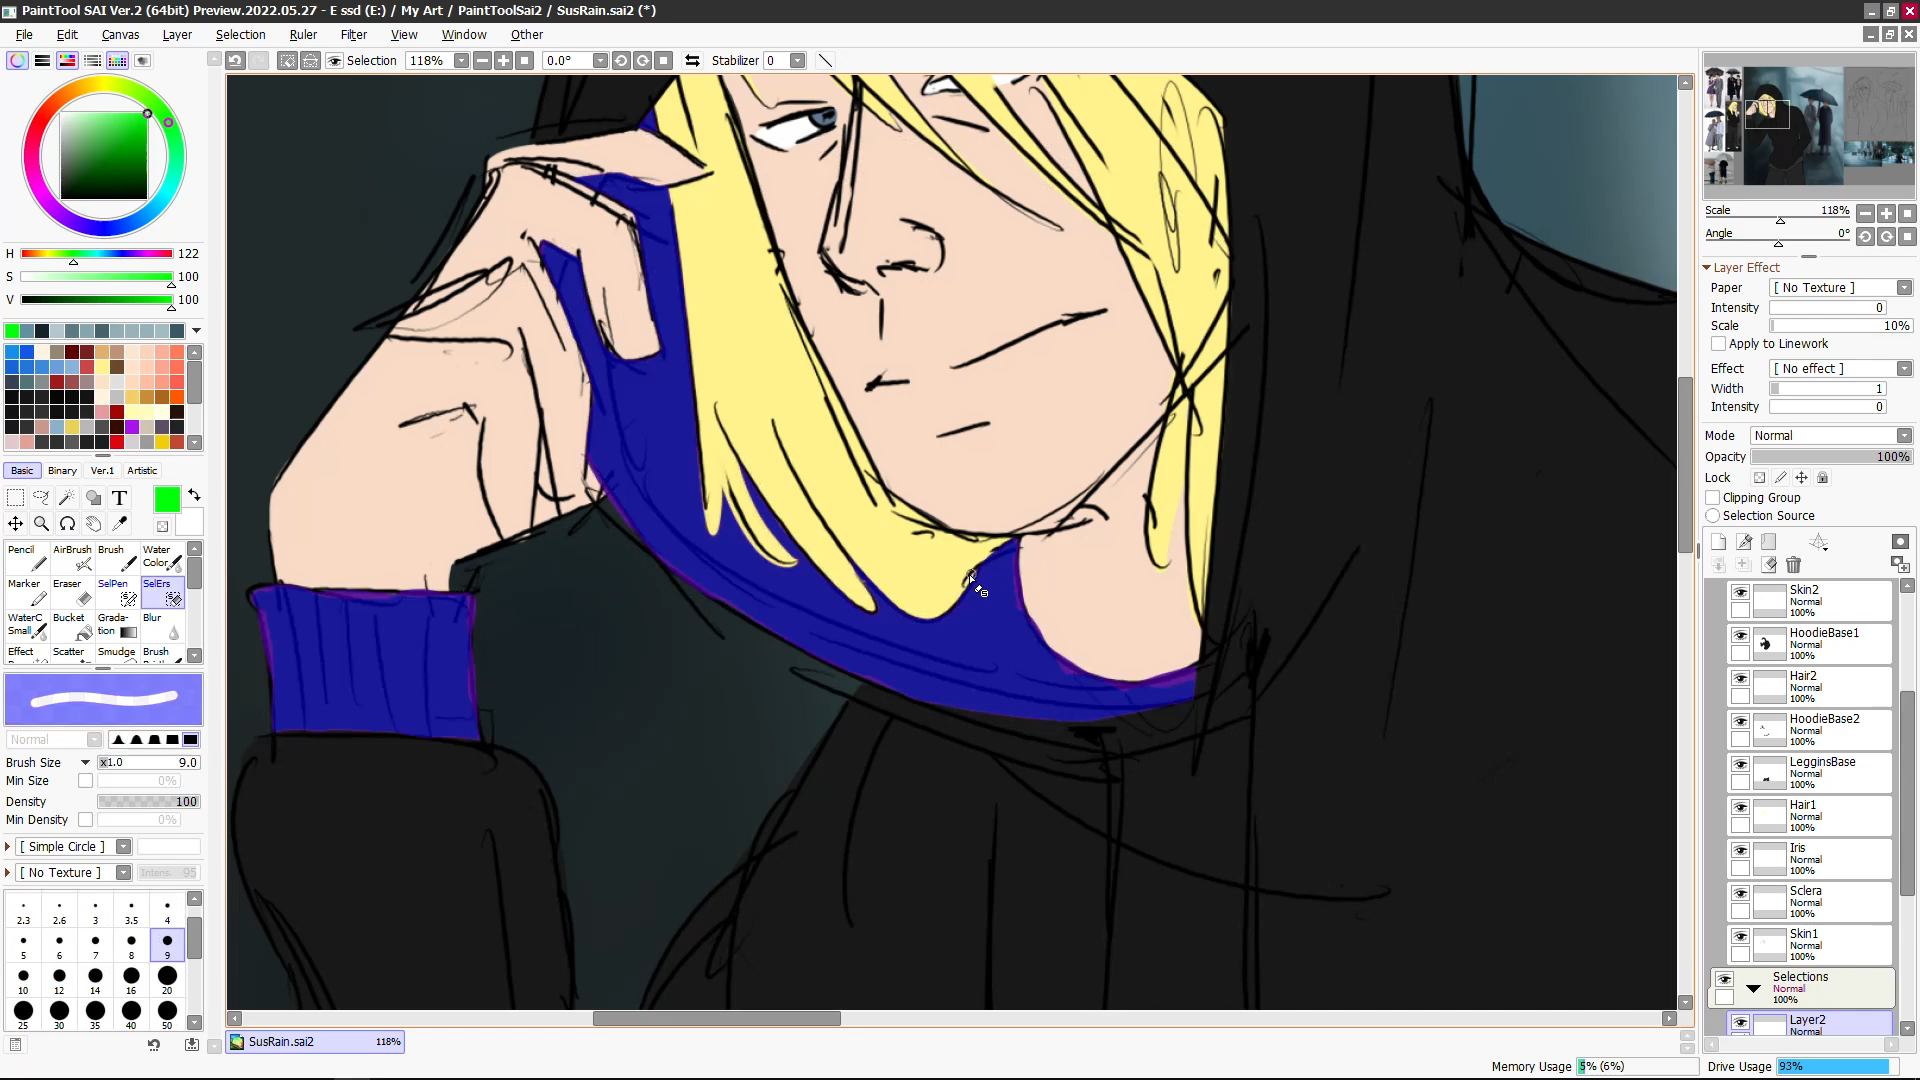 PaintTool SAI Ver.2 (64bit) Preview.2022.05.27 - E ssd (E:) / My Art / PaintToolSai2 / SusRain.sai2 (*)
File Edit Canvas Layer Selection Ruler Filter View Window Other
Selection 118% 0.0° Stabilizer 0
H 122
S 100
V 100
Basic Binary Ver.1 Artistic
T
Pencil AirBrush Brush Water Color
Marker Eraser SelPen SelErs
WaterC Small Bucket Grada-tion Blur
Effect Scatter Smudge
Normal
Brush Size x1.0 9.0
Min Size 0%
Density 100
Min Density 0%
[ Simple Circle ]
[ No Texture ] Intens. 95
2.3 2.6 3 3.5 4
5 6 7 8 9
10 12 14 16 20
25 30 35 40 50
SusRain.sai2 118%
Scale 118%
Angle 0°
Layer Effect
Paper [ No Texture ]
Intensity 0
Scale 10%
Apply to Linework
Effect [ No effect ]
Width 1
Intensity 0
Mode Normal
Opacity 100%
Lock
Clipping Group
Selection Source
Skin2
Normal
100%
HoodieBase1
Normal
100%
Hair2
Normal
100%
HoodieBase2
Normal
100%
LegginsBase
Normal
100%
Hair1
Normal
100%
Iris
Normal
100%
Sclera
Normal
100%
Skin1
Normal
100%
Selections
Normal
100%
Layer2
Normal
Memory Usage 5% (6%) Drive Usage 93%